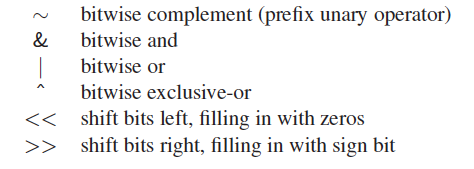 ~ bitwise complement (prefix unary operator)
& bitwise and
| bitwise or
^ bitwise exclusive-or
<< shift bits left, filling in with zeros
>> shift bits right, filling in with sign bit